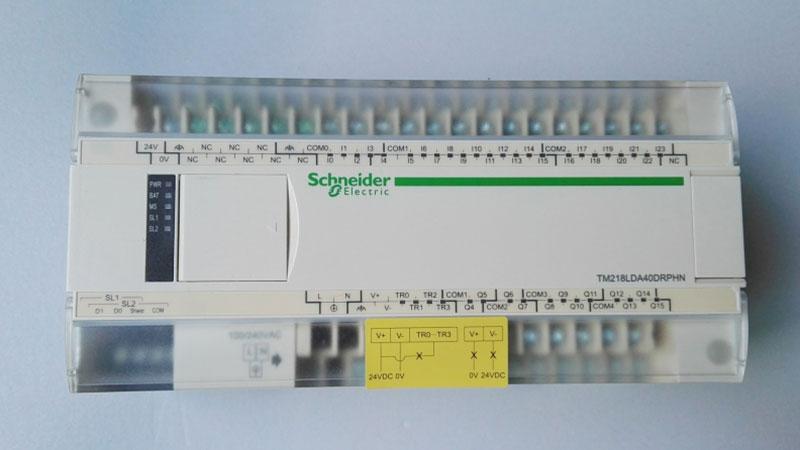 24V NC NC NC COM0 I1 I3 COM1 I6 I8 I10 I12 I14 COM2 I17 I19 I21 I23
0V NC NC NC NC I0 I2 I4 I5 I7 I9 I11 I13 I15 I16 I18 I20 I22 NC
PWR
BAT
MS
SL1
SL2
Schneider
Electric
TM218LDA40DRPHN
SL1
SL2
D1 D0 Shield COM
L N V+ TR0 TR2 COM1 Q5 Q6 COM3 Q9 Q11 Q12 Q14
V- TR1 TR3 Q4 COM2 Q7 Q8 Q10 COM4 Q13 Q15
100/240VAC
L N
V+ V- TR0 TR3 V+ V-
X X X
24VDC 0V 0V 24VDC